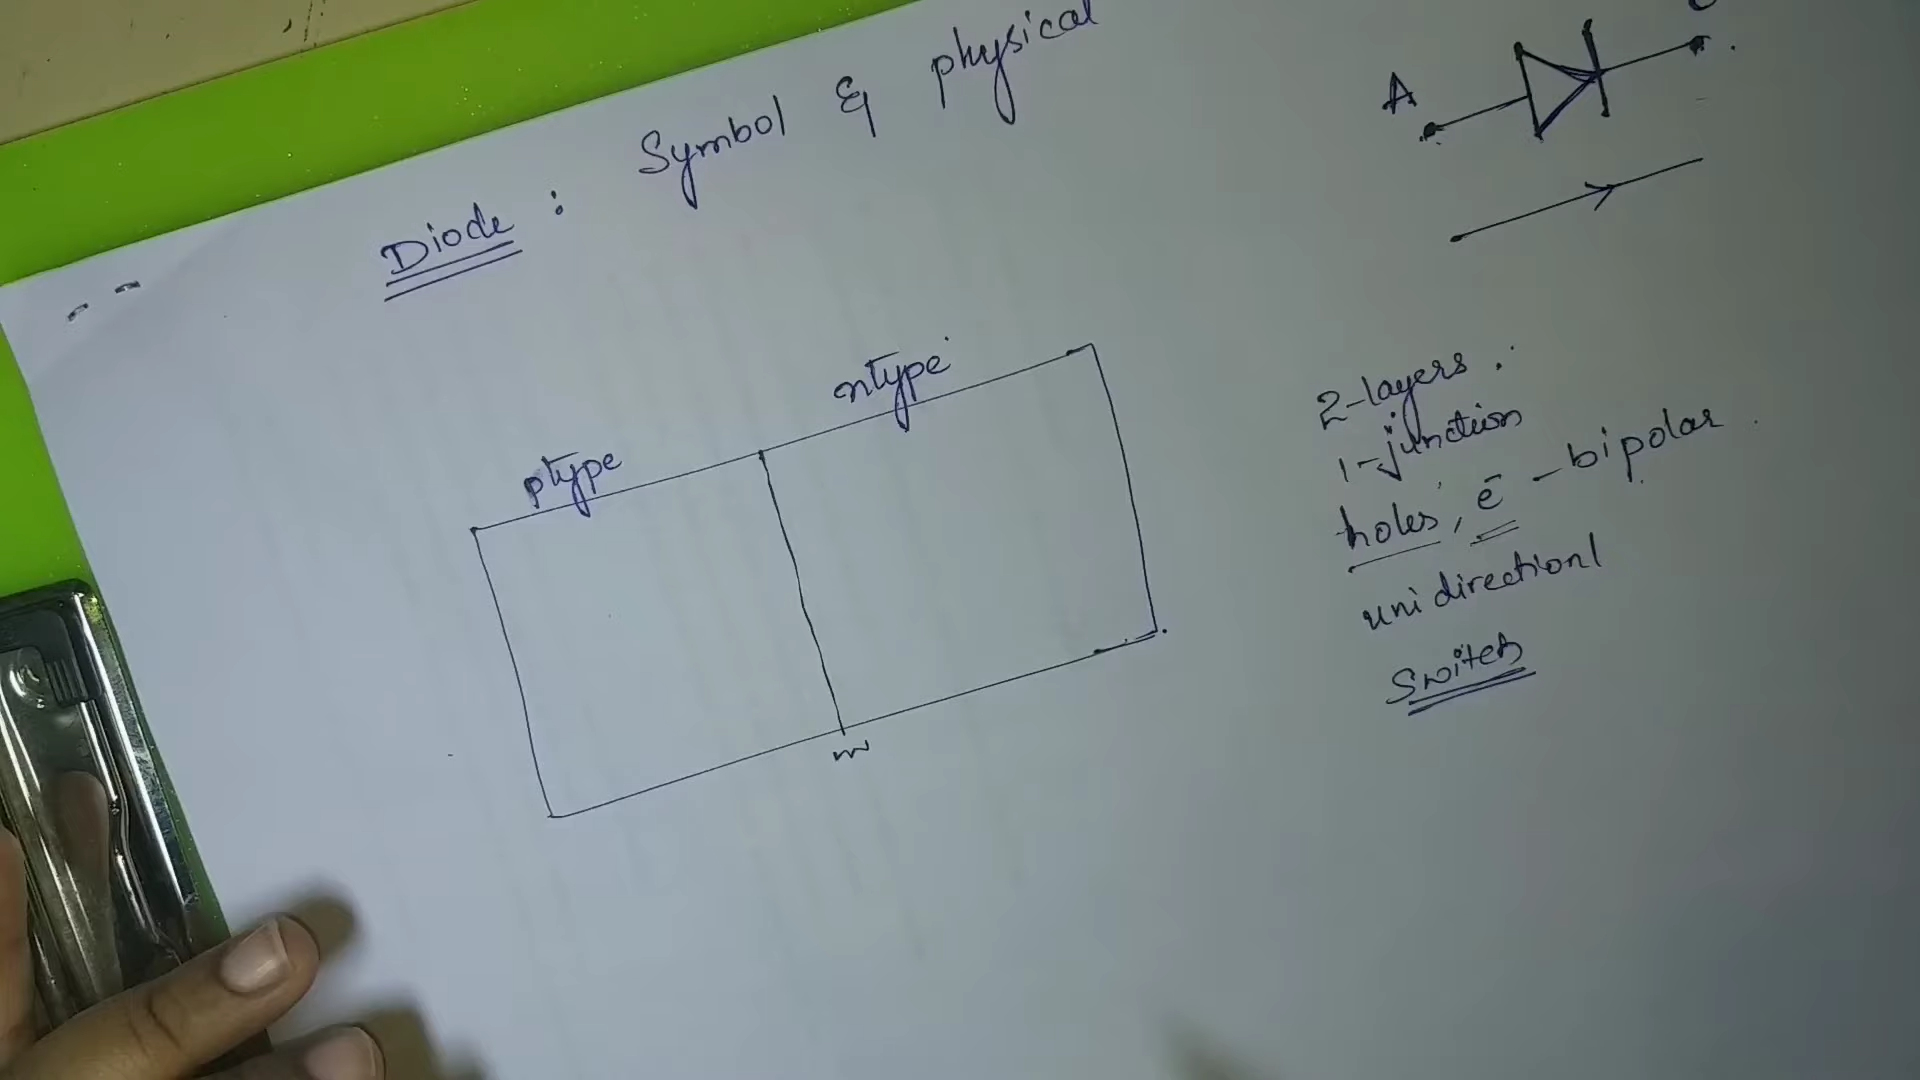 Diode : Symbol & physical
A
ptype
ntype
2-layers.
1-junction
holes, e⁻ - bipolar
unidirectionl
Switch